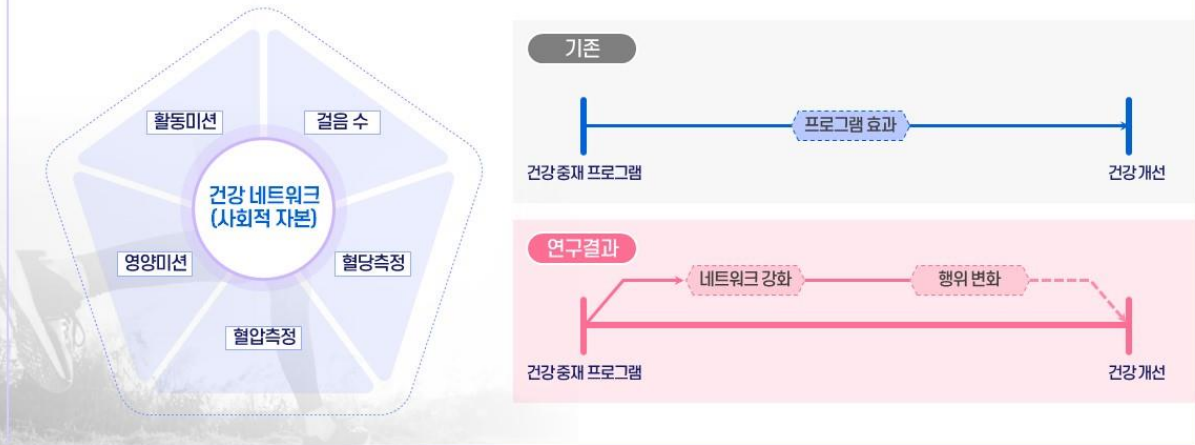 활동미션
걸음 수
건강 네트워크
(사회적 자본)
영양미션
혈당측정
혈압측정
기존
프로그램 효과
건강 중재 프로그램
건강 개선
연구결과
네트워크 강화
행위 변화
건강 중재 프로그램
건강 개선